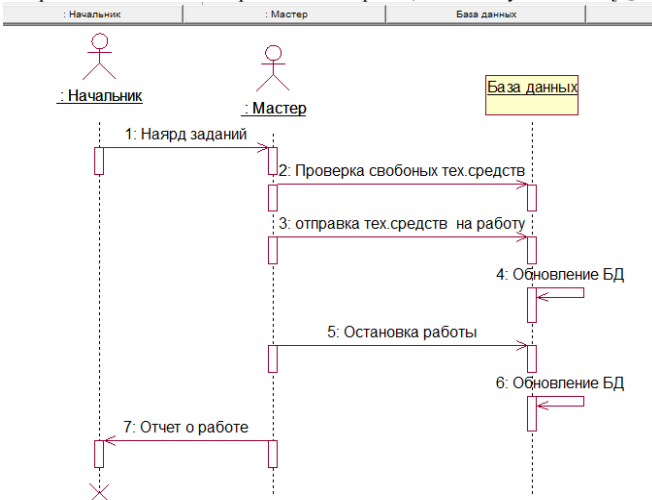 : Начальник : Мастер База данных
: Начальник
: Мастер
База данных
1: Наярд заданий
2: Проверка свобоных тех.средств
3: отправка тех.средств на работу
4: Обновление БД
5: Остановка работы
6: Обновление БД
7: Отчет о работе